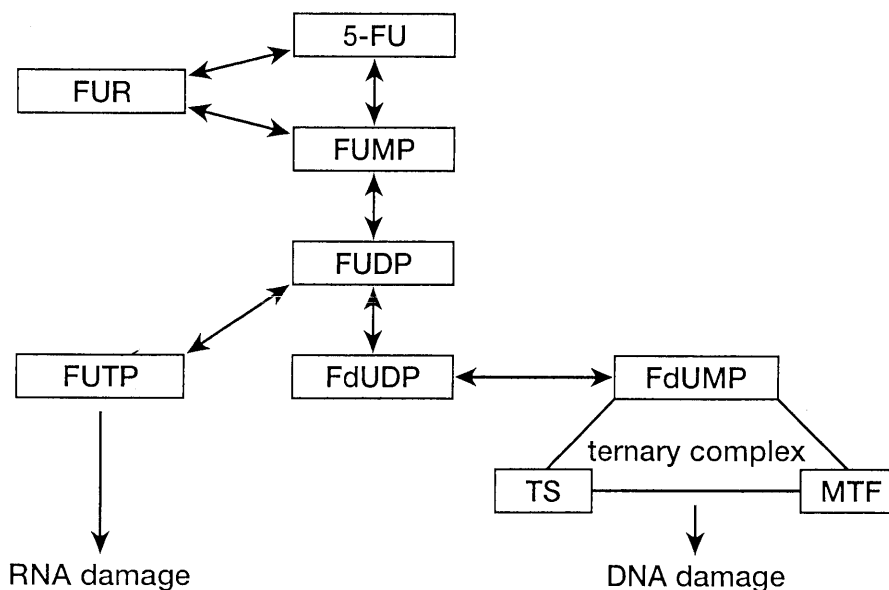 5-FU
FUR
FUMP
FUDP
FUTP
FdUDP
FdUMP
ternary complex
TS
MTF
RNA damage
DNA damage